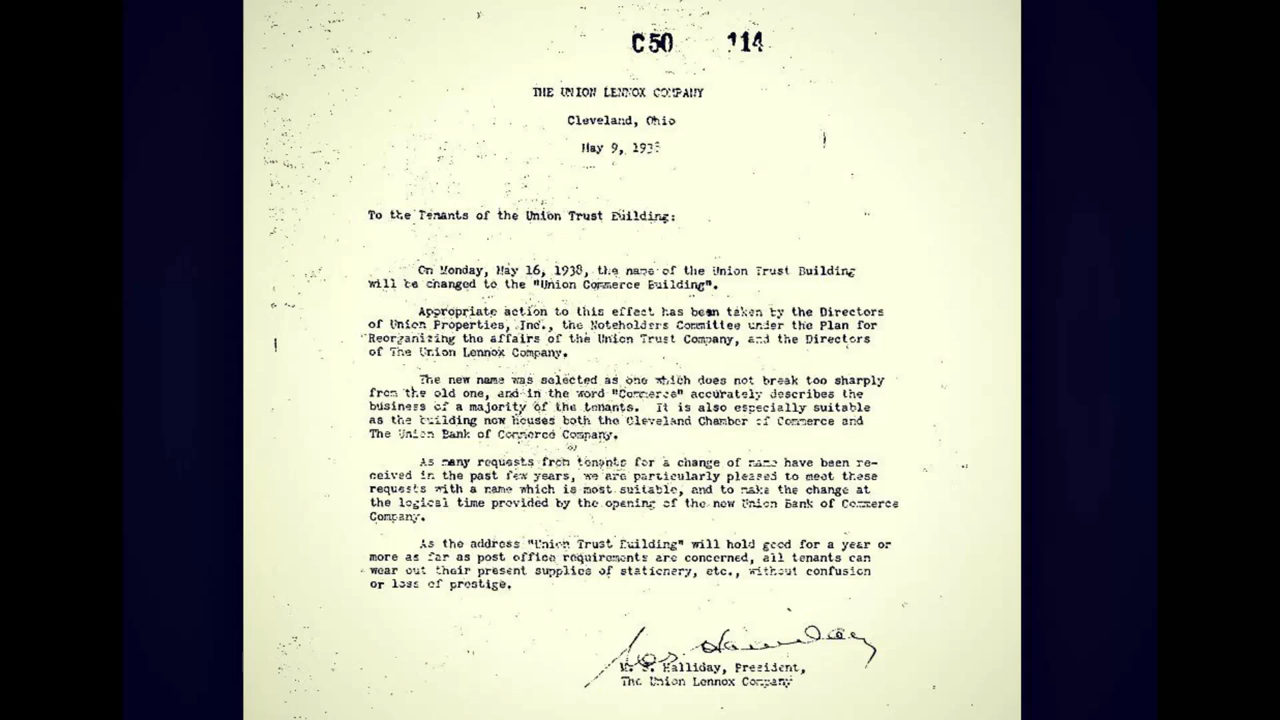 C50 114
THE UNION LENNOX COMPANY
Cleveland, Ohio
May 9, 1938
To the Tenants of the Union Trust Building:
On Monday, May 16, 1938, the name of the Union Trust Building
will be changed to the "Union Commerce Building".
Appropriate action to this effect has been taken by the Directors
of Union Properties, Inc., the Noteholders Committee under the Plan for
Reorganizing the affairs of the Union Trust Company, and the Directors
of The Union Lennox Company.
The new name was selected as one which does not break too sharply
from the old one, and in the word "Commerce" accurately describes the
business of a majority of the tenants. It is also especially suitable
as the building now houses both the Cleveland Chamber of Commerce and
The Union Bank of Commerce Company.
As many requests from tenants for a change of name have been re-
ceived in the past few years, we are particularly pleased to meet these
requests with a name which is most suitable, and to make the change at
the logical time provided by the opening of the new Union Bank of Commerce
Company.
As the address "Union Trust Building" will hold good for a year or
more as far as post office requirements are concerned, all tenants can
wear out their present supplies of stationery, etc., without confusion
or loss of prestige.
Halliday, President,
The Union Lennox Company